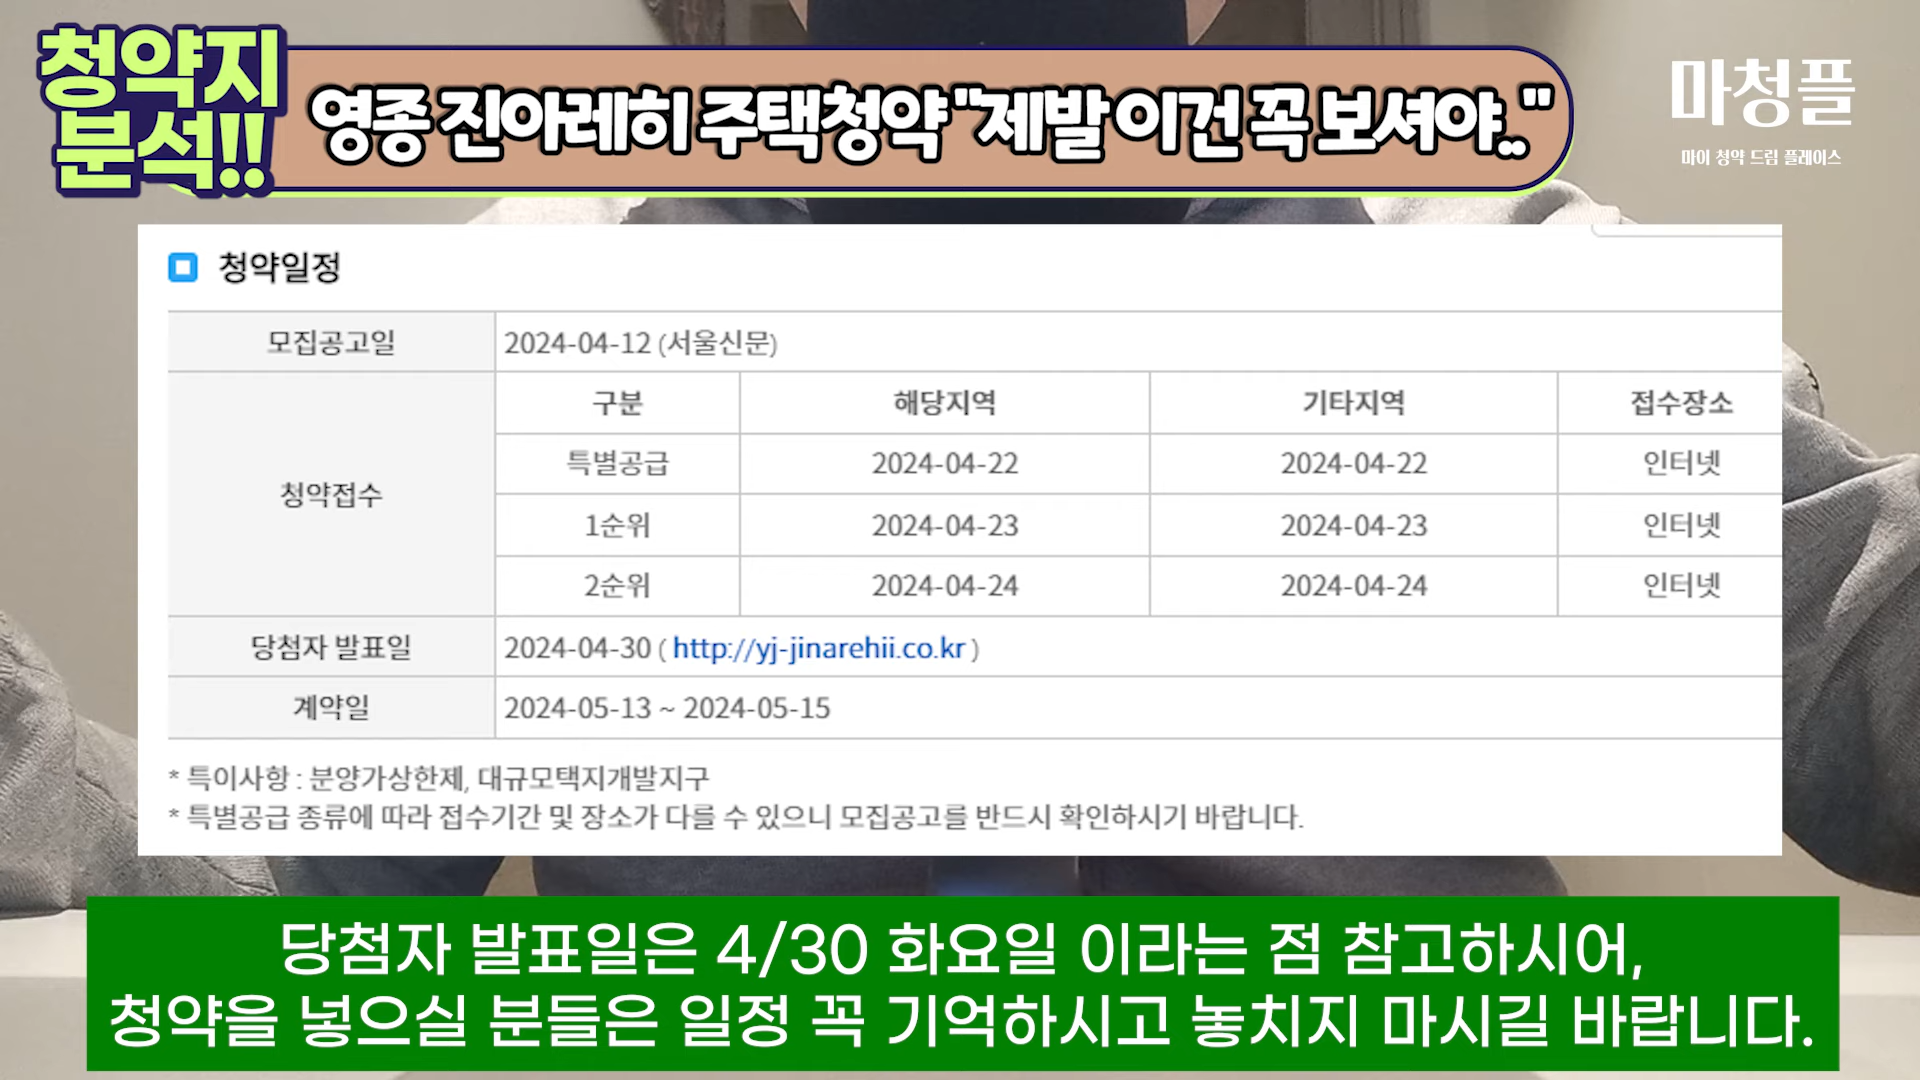 청약지
분석!!
영종 진아레히 주택청약 "제발 이건 꼭 보셔야.."
마청플
마이 청약 드림 플레이스
청약일정
모집공고일 2024-04-12 (서울신문)
청약접수
구분 해당지역 기타지역 접수장소
특별공급 2024-04-22 2024-04-22 인터넷
1순위 2024-04-23 2024-04-23 인터넷
2순위 2024-04-24 2024-04-24 인터넷
당첨자 발표일 2024-04-30 ( http://yj-jinarehii.co.kr )
계약일 2024-05-13 ~ 2024-05-15
* 특이사항 : 분양가상한제, 대규모택지개발지구
* 특별공급 종류에 따라 접수기간 및 장소가 다를 수 있으니 모집공고를 반드시 확인하시기 바랍니다.
당첨자 발표일은 4/30 화요일 이라는 점 참고하시어,
청약을 넣으실 분들은 일정 꼭 기억하시고 놓치지 마시길 바랍니다.